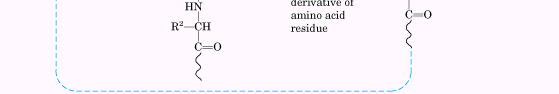 HN
derivative of
amino acid
residue
R²—CH
C=O
C=O